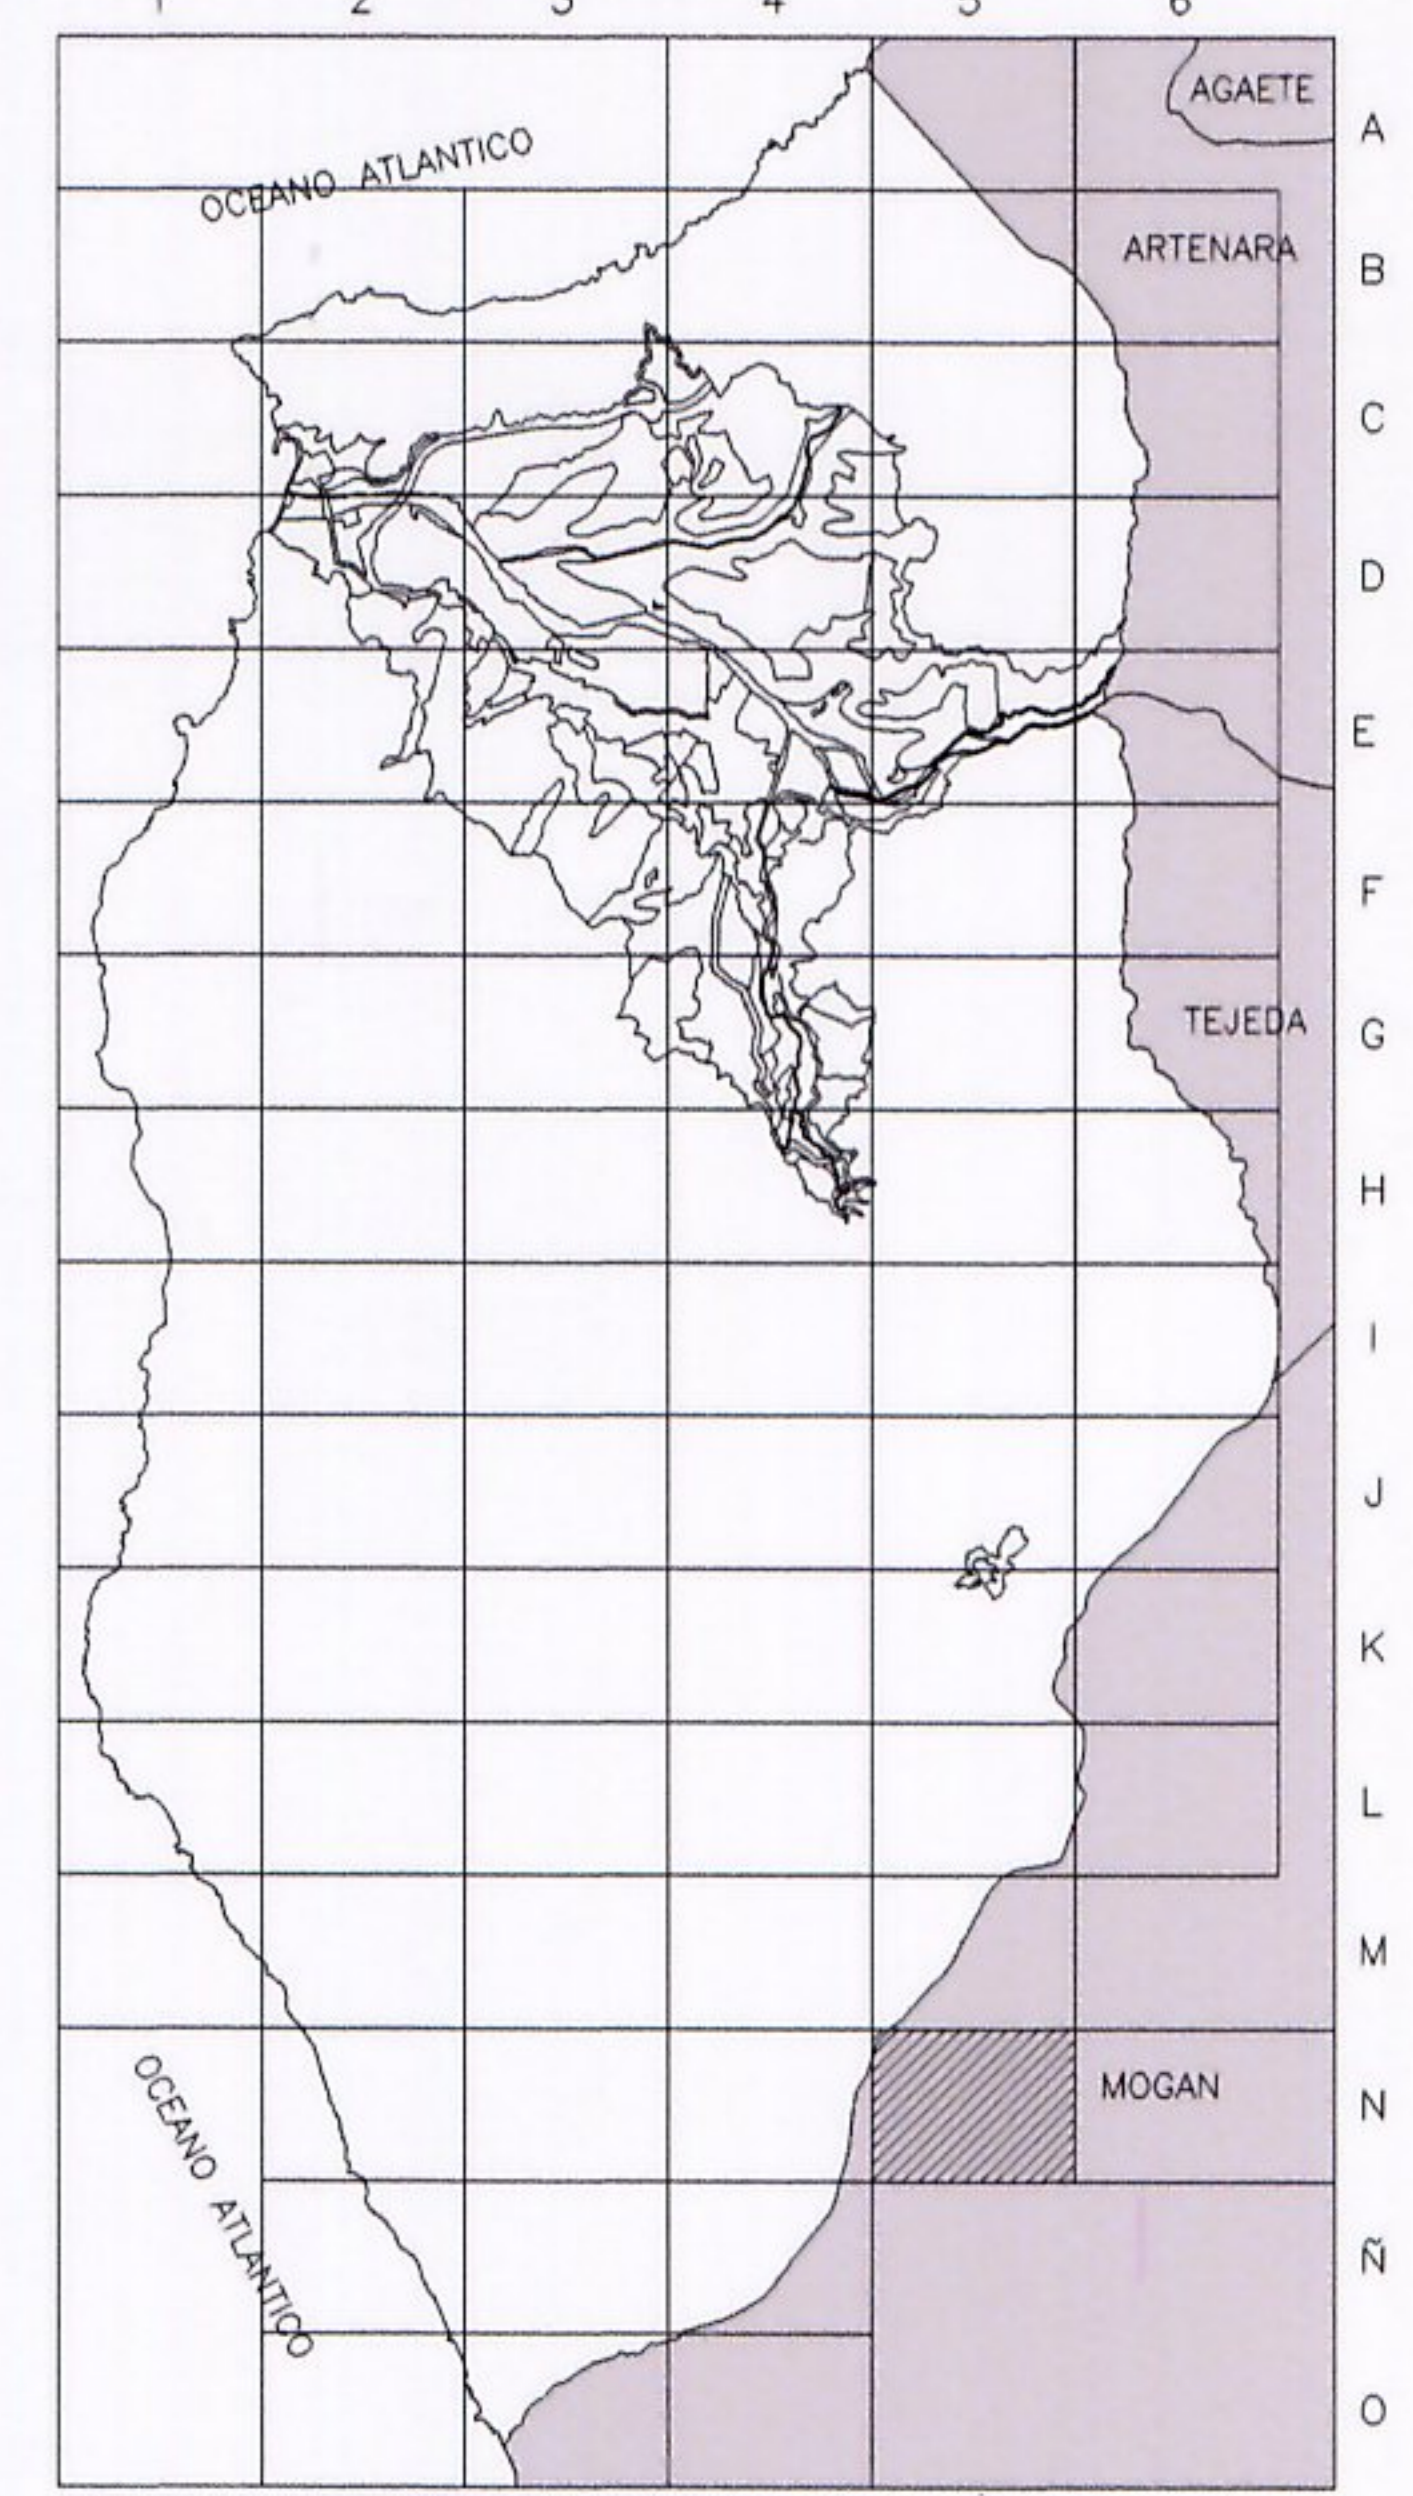 1 2 3 4 5 6
AGAETE
A
OCEANO ATLANTICO
ARTENARA
B
C
D
E
F
TEJEDA
G
H
I
J
K
L
M
MOGAN
N
OCEANO ATLANTICO
Ñ
O